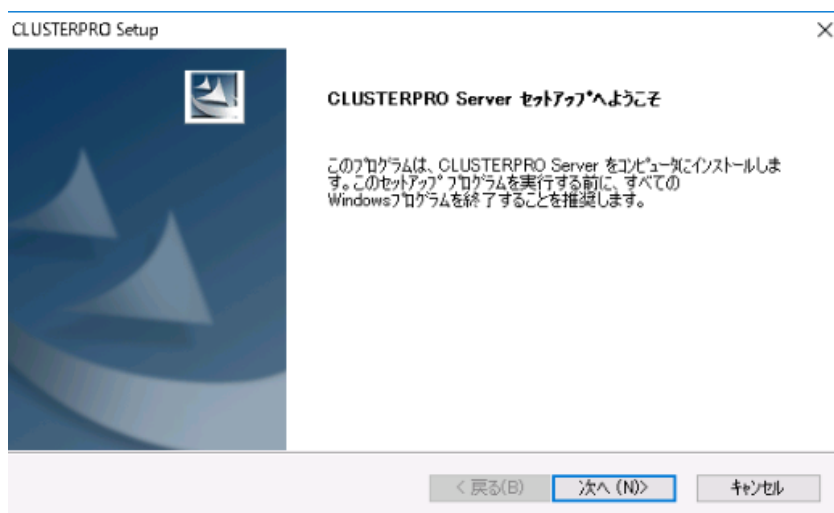 CLUSTERPRO Setup
CLUSTERPRO Server セットアップへようこそ
このプログラムは、CLUSTERPRO Server をコンピュータにインストールしま
す。このセットアップ プログラムを実行する前に、すべての
Windowsプログラムを終了することを推奨します。
< 戻る(B) 次へ (N)> キャンセル